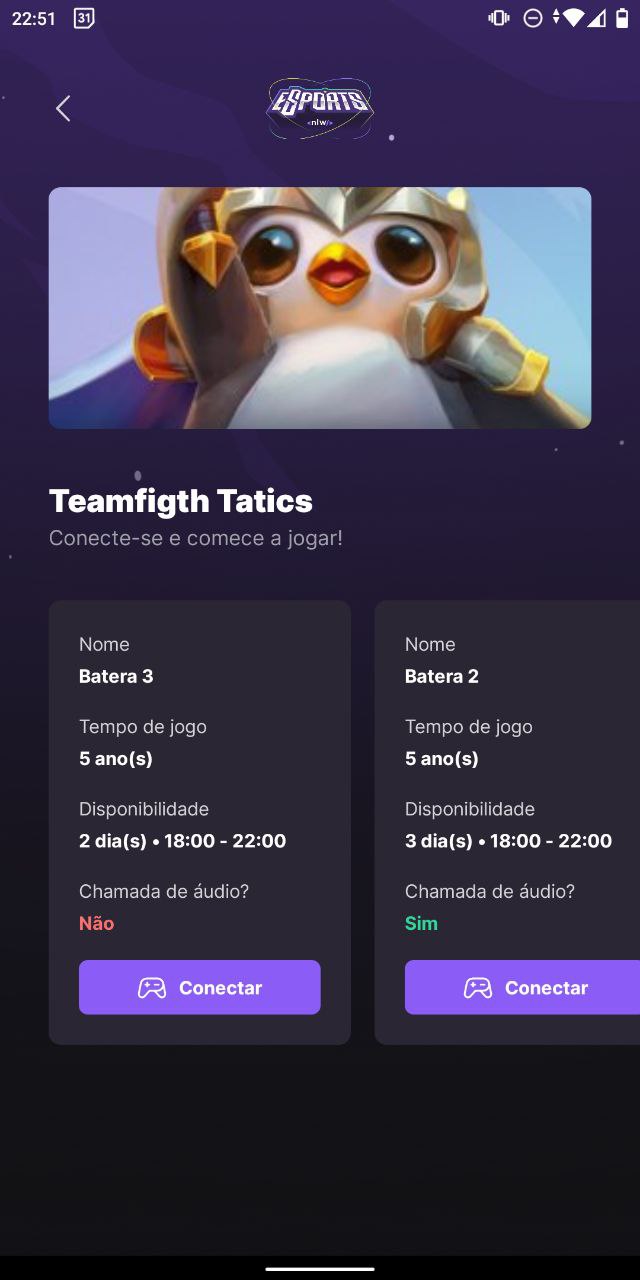 22:51
31
ESPORTS
<nlw/>
Teamfigth Tatics
Conecte-se e comece a jogar!
Nome
Batera 3
Tempo de jogo
5 ano(s)
Disponibilidade
2 dia(s) • 18:00 - 22:00
Chamada de áudio?
Não
Conectar
Nome
Batera 2
Tempo de jogo
5 ano(s)
Disponibilidade
3 dia(s) • 18:00 - 22:00
Chamada de áudio?
Sim
Conectar